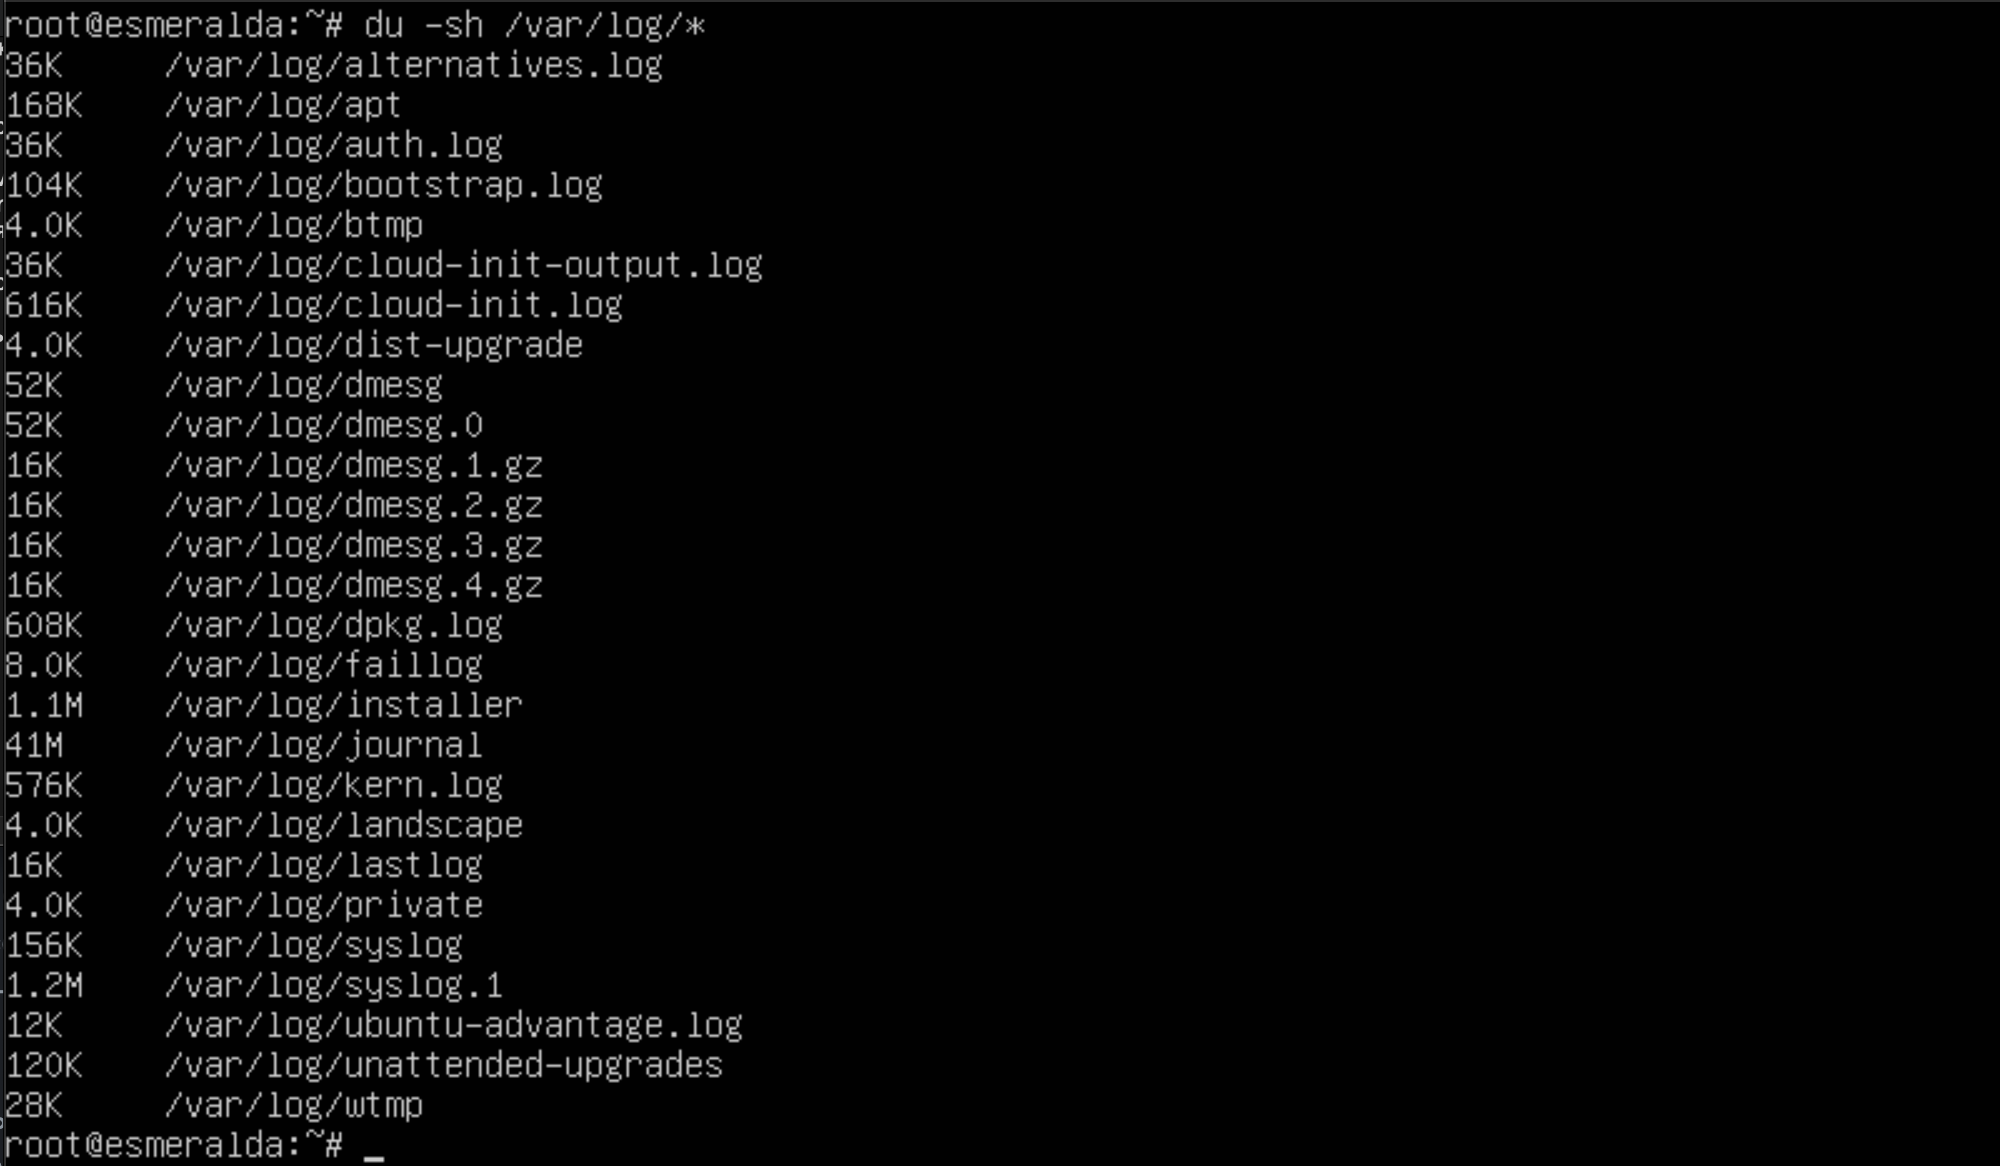 root@esmeralda:~# du -sh /var/log/*
36K     /var/log/alternatives.log
168K    /var/log/apt
36K     /var/log/auth.log
104K    /var/log/bootstrap.log
4.0K    /var/log/btmp
36K     /var/log/cloud-init-output.log
616K    /var/log/cloud-init.log
4.0K    /var/log/dist-upgrade
52K     /var/log/dmesg
52K     /var/log/dmesg.0
16K     /var/log/dmesg.1.gz
16K     /var/log/dmesg.2.gz
16K     /var/log/dmesg.3.gz
16K     /var/log/dmesg.4.gz
608K    /var/log/dpkg.log
8.0K    /var/log/faillog
1.1M    /var/log/installer
41M     /var/log/journal
576K    /var/log/kern.log
4.0K    /var/log/landscape
16K     /var/log/lastlog
4.0K    /var/log/private
156K    /var/log/syslog
1.2M    /var/log/syslog.1
12K     /var/log/ubuntu-advantage.log
120K    /var/log/unattended-upgrades
28K     /var/log/wtmp
root@esmeralda:~# _